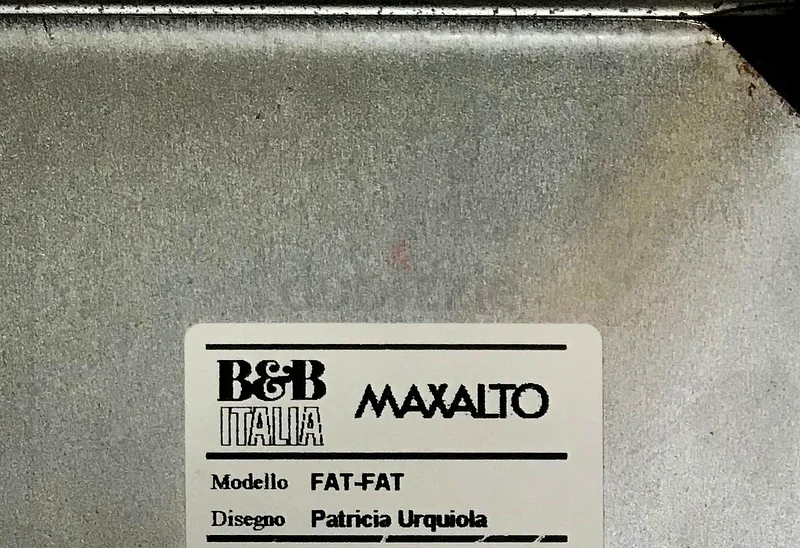 B&B MAXALTO
ITALIA
Modello FAT-FAT
Disegno Patricia Urquiola